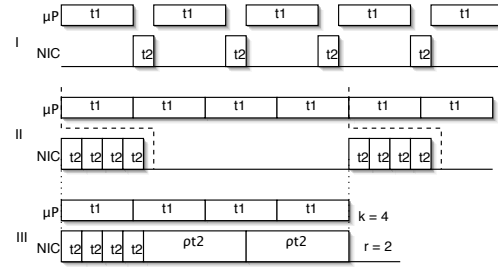 µP t1 t1 t1 t1 t1
I
NIC t2 t2 t2 t2
µP t1 t1 t1 t1 t1 t1
II
NIC t2 t2 t2 t2 t2 t2 t2 t2
µP t1 t1 t1 t1 k = 4
III
NIC t2 t2 t2 t2 ρt2 ρt2 r = 2